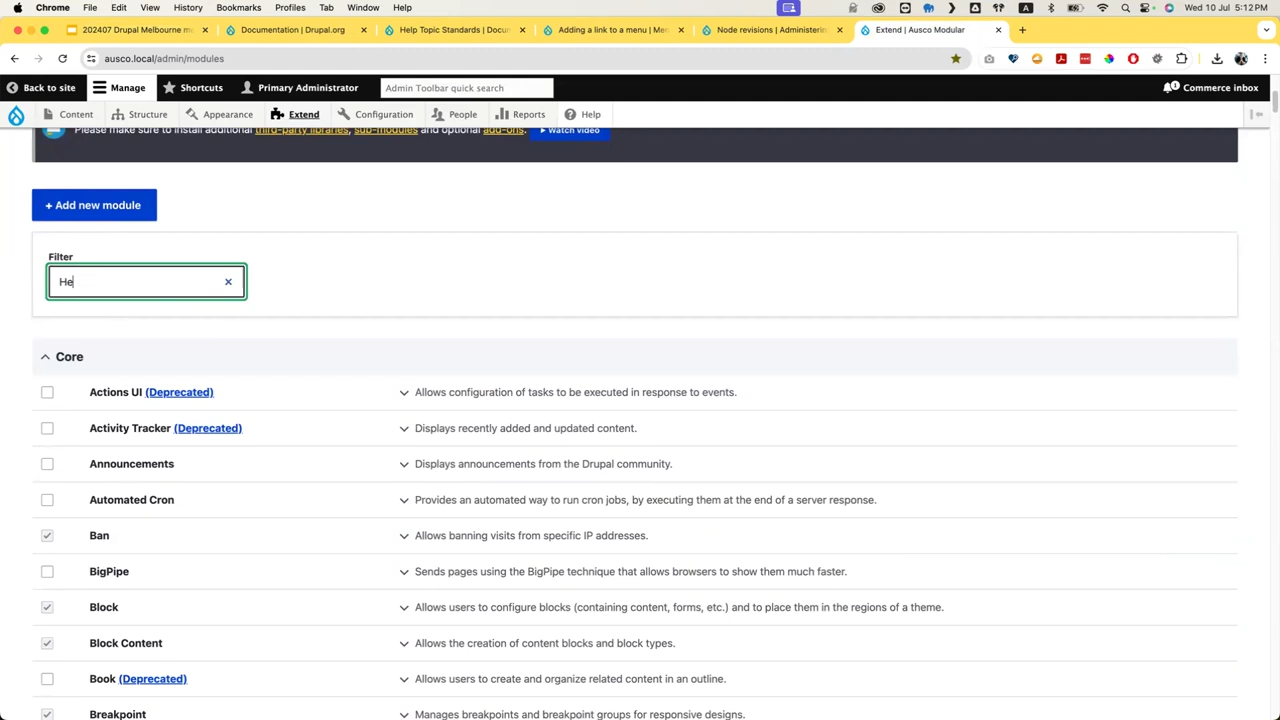 Chrome File Edit View History Bookmarks Profiles Tab Window Help Wed 10 Jul 5:12 PM
202407 Drupal Melbourne m Documentation | Drupal.org Help Topic Standards | Docum Adding a link to a menu | Men Node revisions | Administerin Extend | Ausco Modular
ausco.local/admin/modules
Back to site Manage Shortcuts Primary Administrator Admin Toolbar quick search Commerce inbox
Content Structure Appearance Extend Configuration People Reports Help
Please make sure to install additional third-party libraries, sub-modules and optional add-ons. Watch video
+ Add new module
Filter
He
Core
Actions UI (Deprecated) Allows configuration of tasks to be executed in response to events.
Activity Tracker (Deprecated) Displays recently added and updated content.
Announcements Displays announcements from the Drupal community.
Automated Cron Provides an automated way to run cron jobs, by executing them at the end of a server response.
Ban Allows banning visits from specific IP addresses.
BigPipe Sends pages using the BigPipe technique that allows browsers to show them much faster.
Block Allows users to configure blocks (containing content, forms, etc.) and to place them in the regions of a theme.
Block Content Allows the creation of content blocks and block types.
Book (Deprecated) Allows users to create and organize related content in an outline.
Breakpoint Manages breakpoints and breakpoint groups for responsive designs.